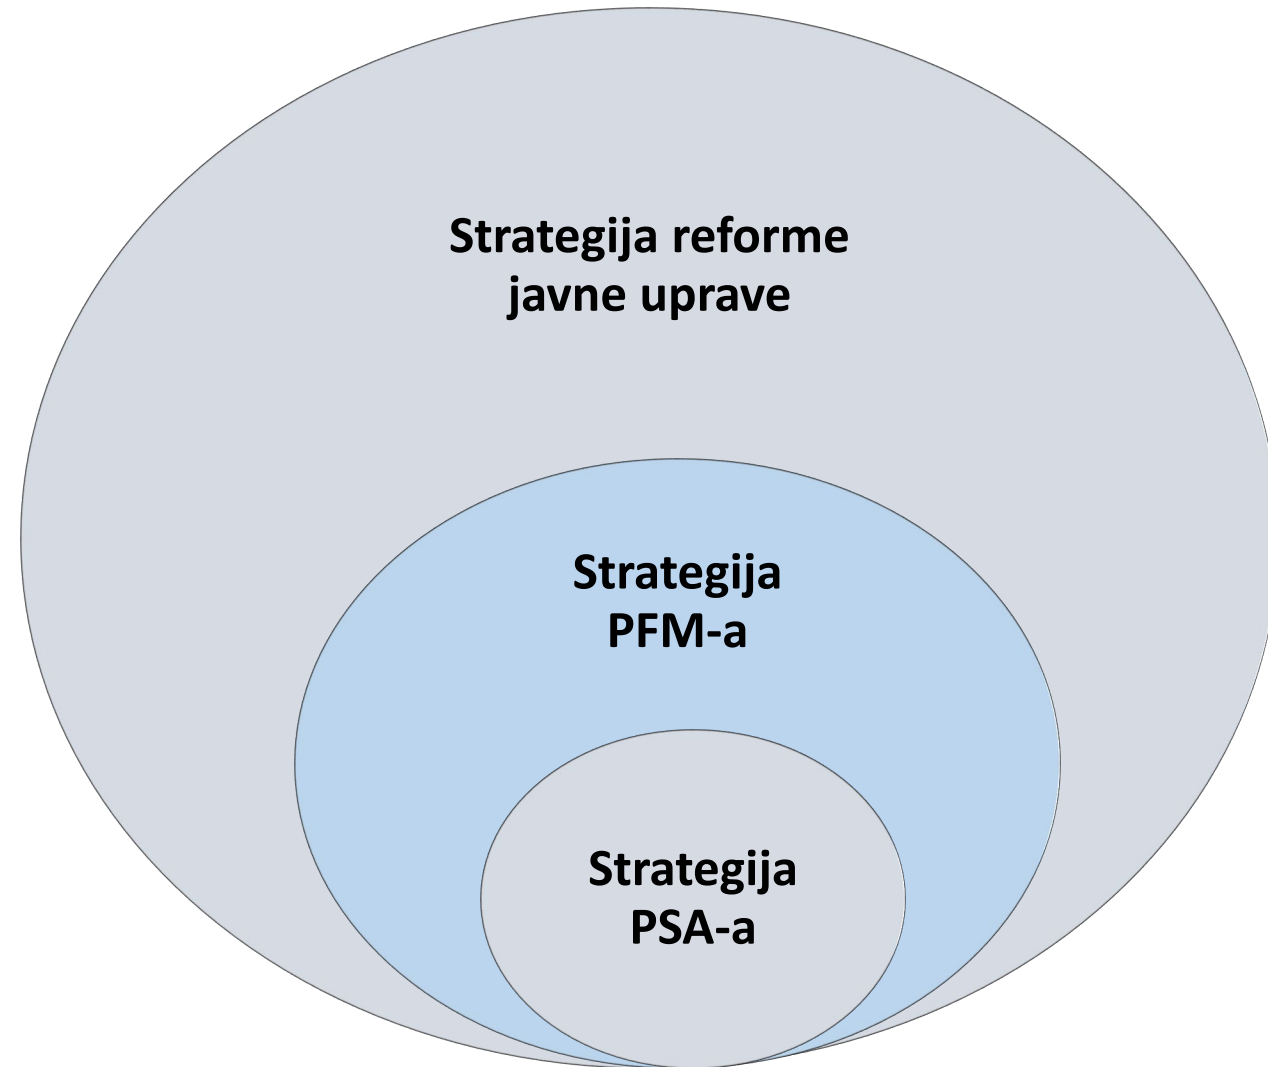 Strategija reforme
javne uprave
Strategija
PFM-a
Strategija
PSA-a